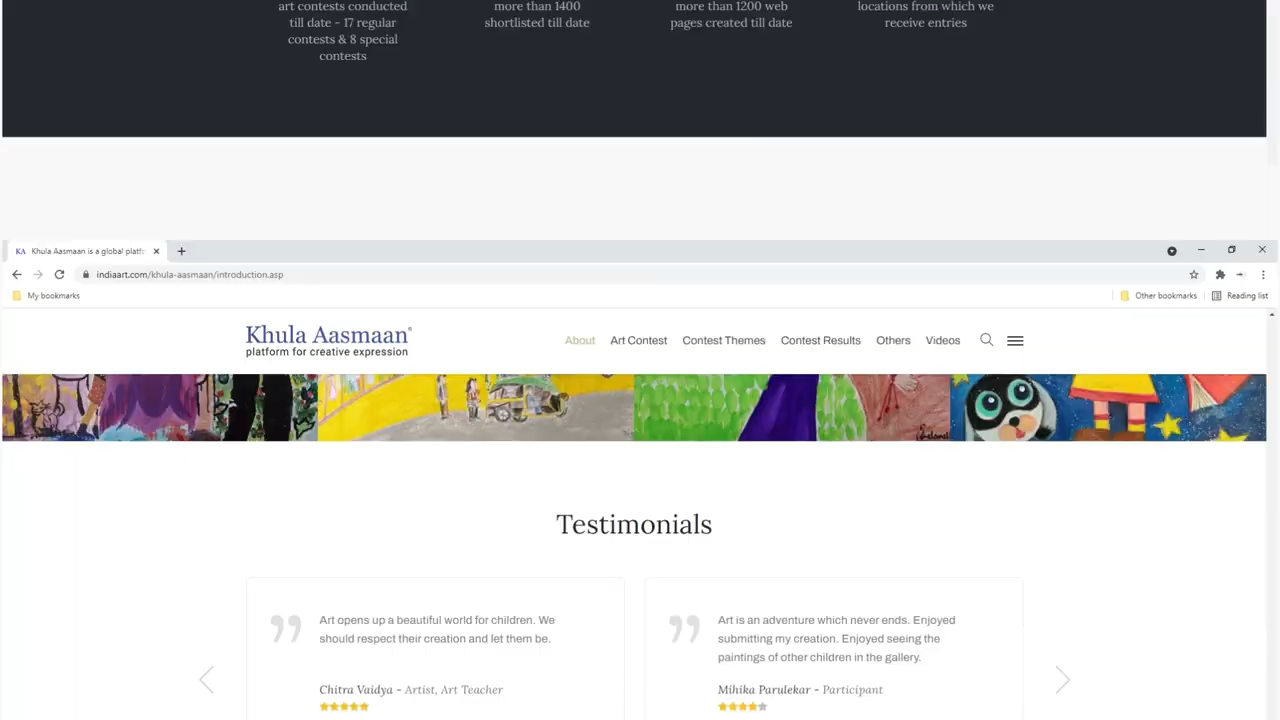 art contests conducted
till date - 17 regular
contests & 8 special
contests
more than 1400
shortlisted till date
more than 1200 web
pages created till date
locations from which we
receive entries
KA Khula Aasmaan is a global platf
indiaart.com/khula-aasmaan/introduction.asp
My bookmarks
Other bookmarks
Reading list
Khula Aasmaan®
platform for creative expression
About
Art Contest
Contest Themes
Contest Results
Others
Videos
Testimonials
Art opens up a beautiful world for children. We
should respect their creation and let them be.
Chitra Vaidya - Artist, Art Teacher
Art is an adventure which never ends. Enjoyed
submitting my creation. Enjoyed seeing the
paintings of other children in the gallery.
Mihika Parulekar - Participant